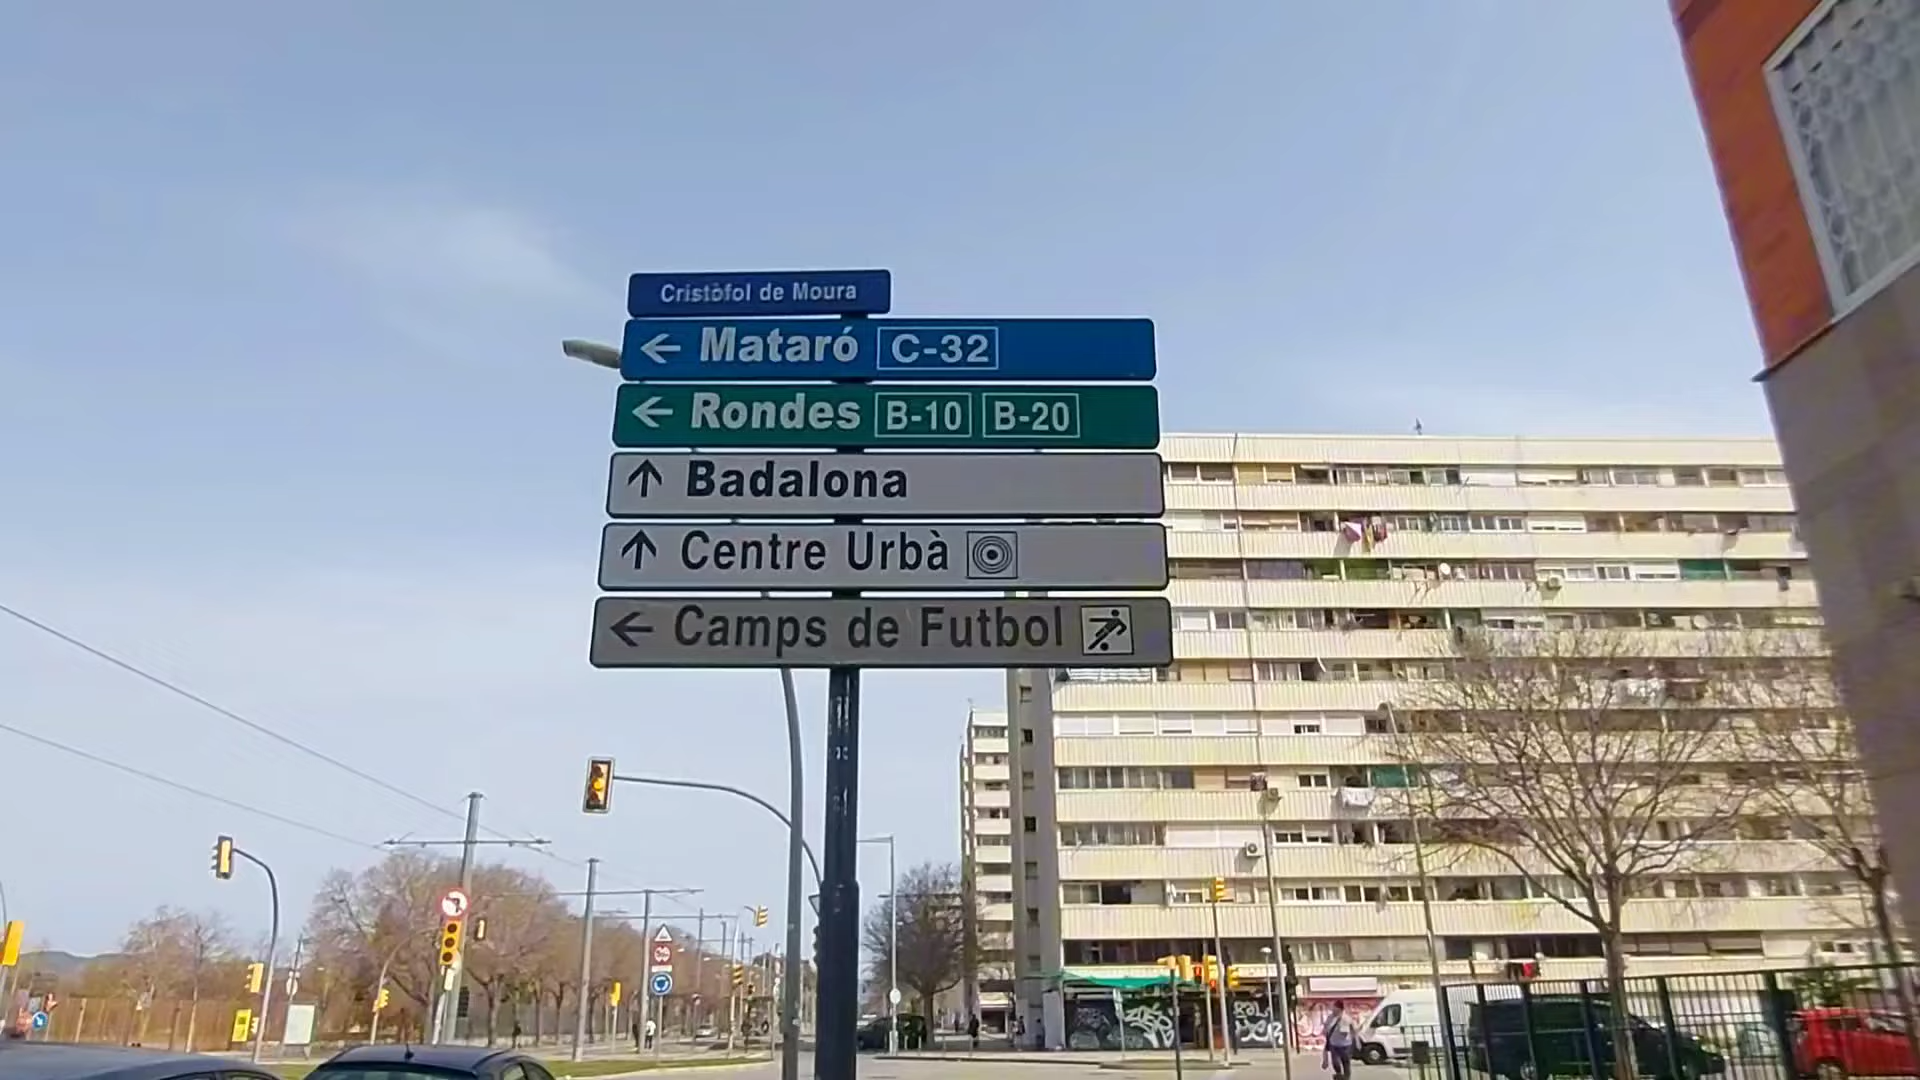 Cristòfol de Moura
Mataró C-32
Rondes B-10 B-20
Badalona
Centre Urbà
Camps de Futbol